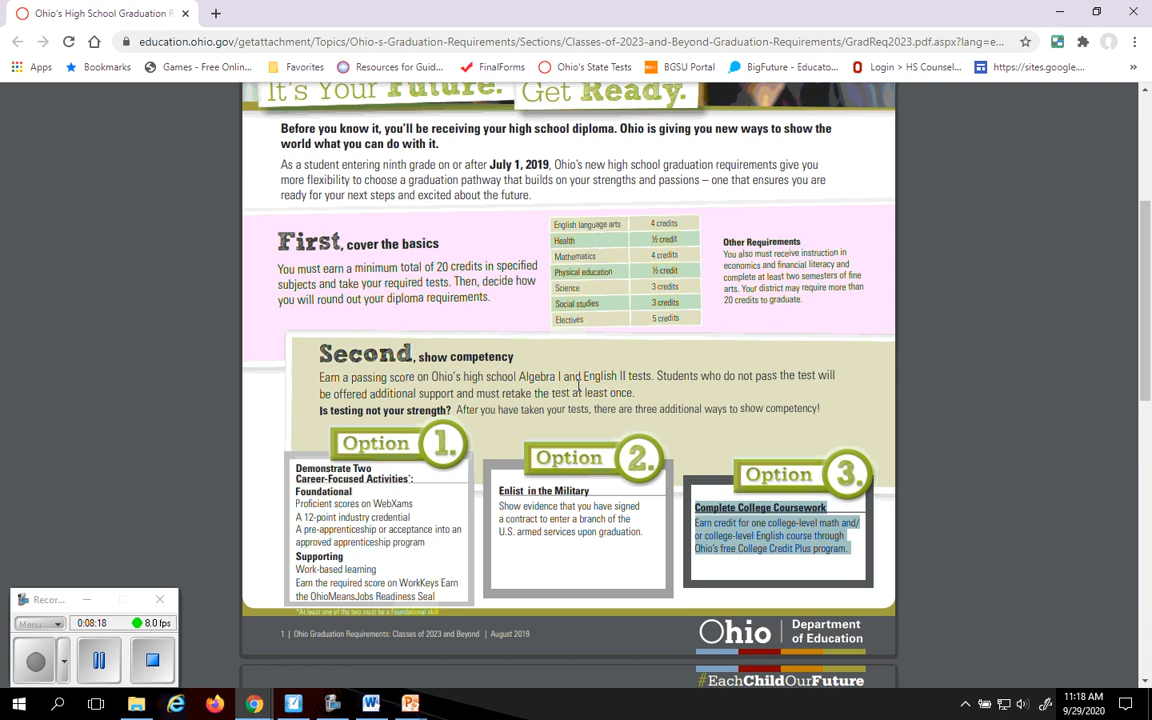 Ohio's High School Graduation R
education.ohio.gov/getattachment/Topics/Ohio-s-Graduation-Requirements/Sections/Classes-of-2023-and-Beyond-Graduation-Requirements/GradReq2023.pdf.aspx?lang=e...
Apps Bookmarks Games - Free Onlin... Favorites Resources for Guid... FinalForms Ohio's State Tests BGSU Portal BigFuture - Educato... Login > HS Counsel... https://sites.google.... »
It's Your Future. Get Ready.
Before you know it, you'll be receiving your high school diploma. Ohio is giving you new ways to show the
world what you can do with it.
As a student entering ninth grade on or after July 1, 2019, Ohio's new high school graduation requirements give you
more flexibility to choose a graduation pathway that builds on your strengths and passions – one that ensures you are
ready for your next steps and excited about the future.
First, cover the basics
You must earn a minimum total of 20 credits in specified
subjects and take your required tests. Then, decide how
you will round out your diploma requirements.
English language arts 4 credits
Health ½ credit
Mathematics 4 credits
Physical education ½ credit
Science 3 credits
Social studies 3 credits
Electives 5 credits
Other Requirements
You also must receive instruction in
economics and financial literacy and
complete at least two semesters of fine
arts. Your district may require more than
20 credits to graduate.
Second, show competency
Earn a passing score on Ohio's high school Algebra I and English II tests. Students who do not pass the test will
be offered additional support and must retake the test at least once.
Is testing not your strength? After you have taken your tests, there are three additional ways to show competency!
Option 1.
Demonstrate Two
Career-Focused Activities*:
Foundational
Proficient scores on WebXams
A 12-point industry credential
A pre-apprenticeship or acceptance into an
approved apprenticeship program
Supporting
Work-based learning
Earn the required score on WorkKeys Earn
the OhioMeansJobs Readiness Seal
*At least one of the two must be a Foundational skill
Option 2.
Enlist in the Military
Show evidence that you have signed
a contract to enter a branch of the
U.S. armed services upon graduation.
Option 3.
Complete College Coursework
Earn credit for one college-level math and/
or college-level English course through
Ohio's free College Credit Plus program.
1 | Ohio Graduation Requirements: Classes of 2023 and Beyond | August 2019
Ohio Department
of Education
#EachChildOurFuture
Recor...
Menu 0:08:18 8.0 fps
11:18 AM
9/29/2020